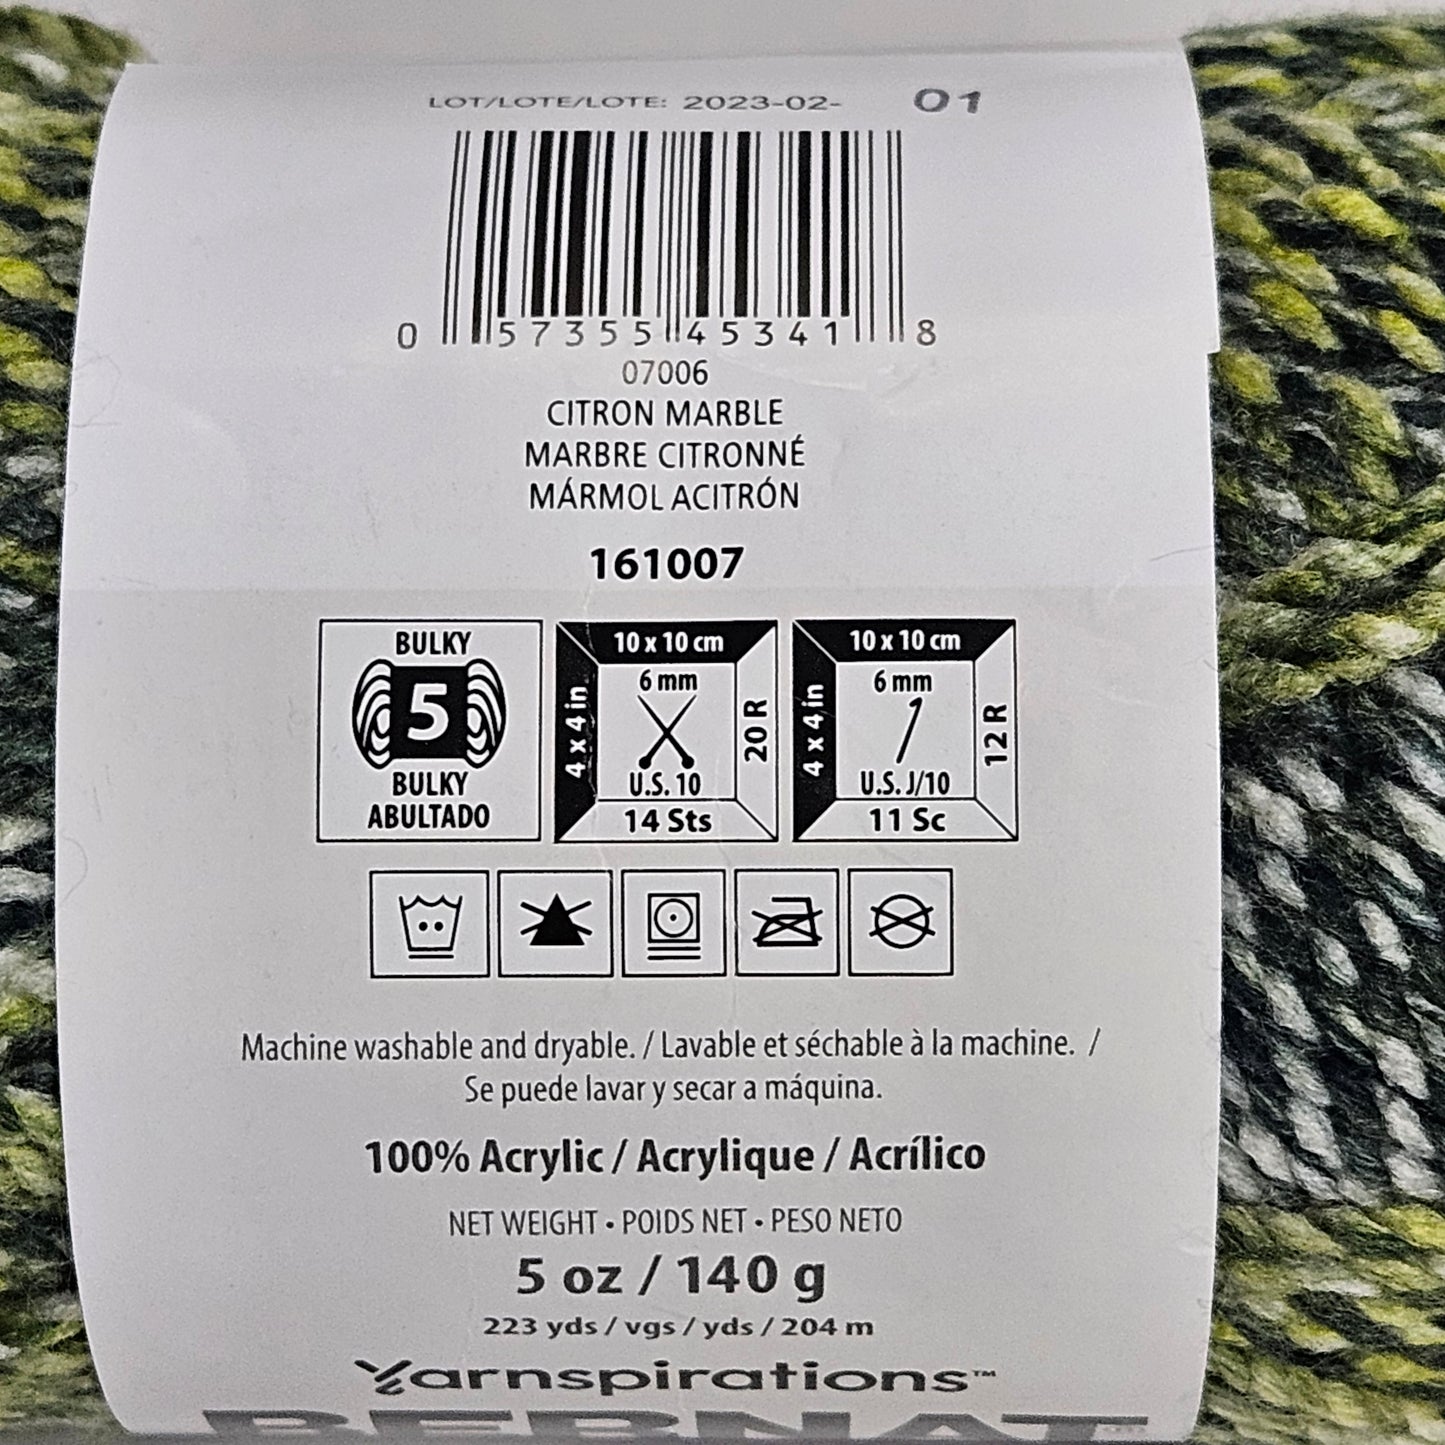 LOT/LOTE/LOTE: 2023-02- 01
0 57355 45341 8
07006
CITRON MARBLE
MARBRE CITRONNÉ
MÁRMOL ACITRÓN
161007
BULKY
5
BULKY
ABULTADO
10 x 10 cm
4 x 4 in
6 mm
20 R
U.S. 10
14 Sts
10 x 10 cm
4 x 4 in
6 mm
12 R
U.S. J/10
11 Sc
Machine washable and dryable. / Lavable et séchable à la machine. /
Se puede lavar y secar a máquina.
100% Acrylic / Acrylique / Acrílico
NET WEIGHT • POIDS NET • PESO NETO
5 oz / 140 g
223 yds / vgs / yds / 204 m
Yarnspirations™
BERNAT